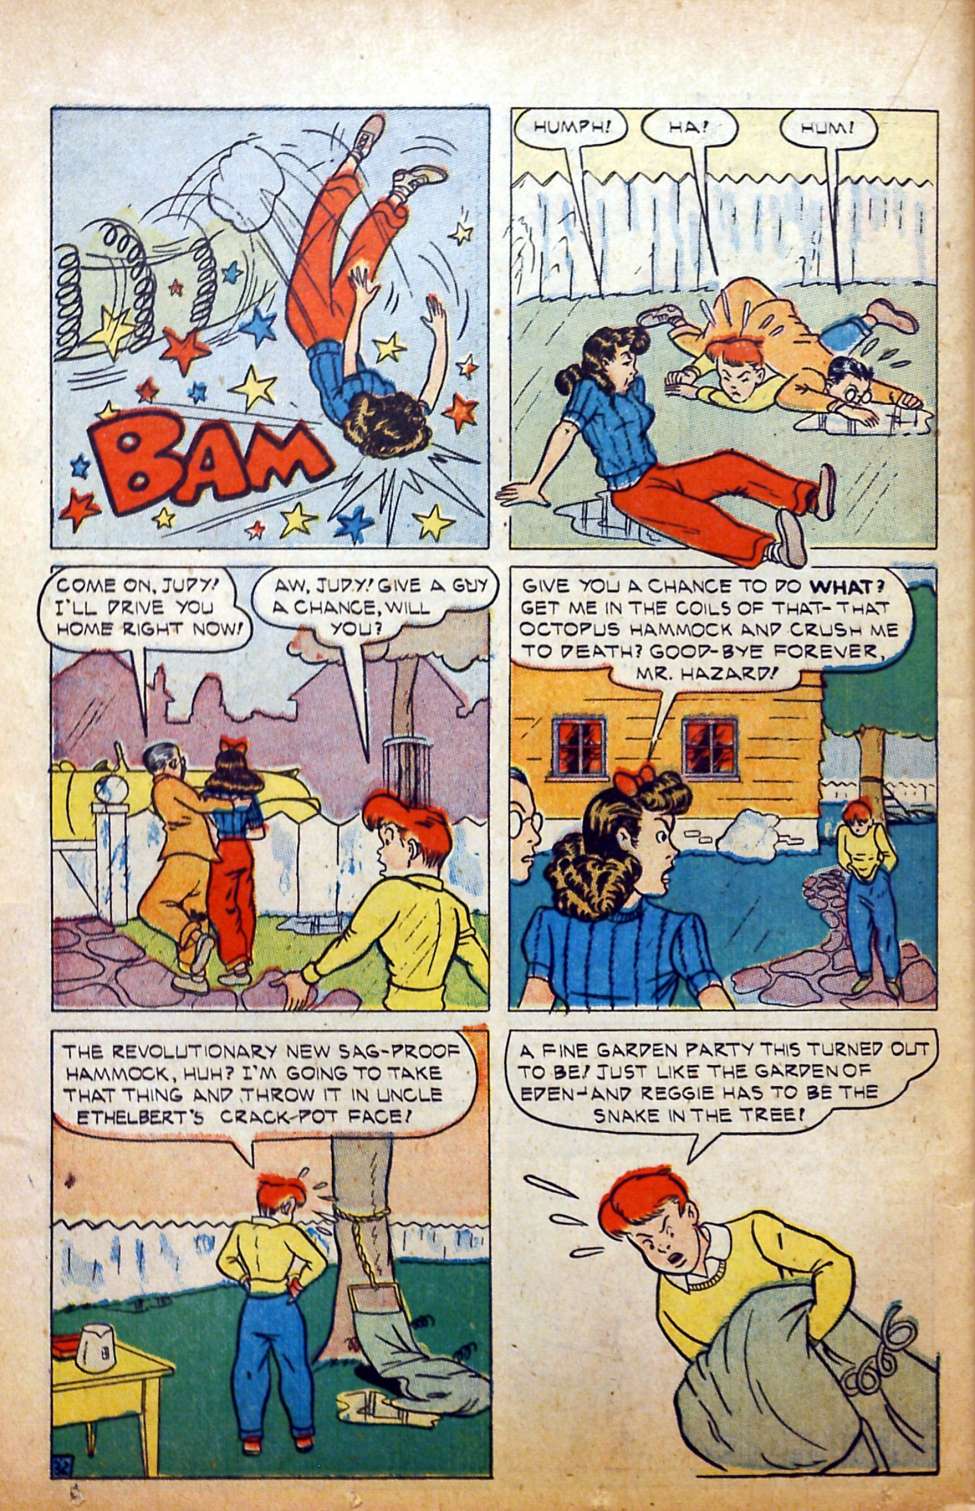 BAM
HUMPH!
HA!
HUM!
COME ON, JUDY!
I'LL DRIVE YOU
HOME RIGHT NOW!
AW, JUDY! GIVE A GUY
A CHANCE, WILL
YOU?
GIVE YOU A CHANCE TO DO WHAT?
GET ME IN THE COILS OF THAT-THAT
OCTOPUS HAMMOCK AND CRUSH ME
TO DEATH? GOOD-BYE FOREVER,
MR. HAZARD!
THE REVOLUTIONARY NEW SAG-PROOF
HAMMOCK, HUH? I'M GOING TO TAKE
THAT THING AND THROW IT IN UNCLE
ETHELBERT'S CRACK-POT FACE!
A FINE GARDEN PARTY THIS TURNED OUT
TO BE! JUST LIKE THE GARDEN OF
EDEN-AND REGGIE HAS TO BE THE
SNAKE IN THE TREE!